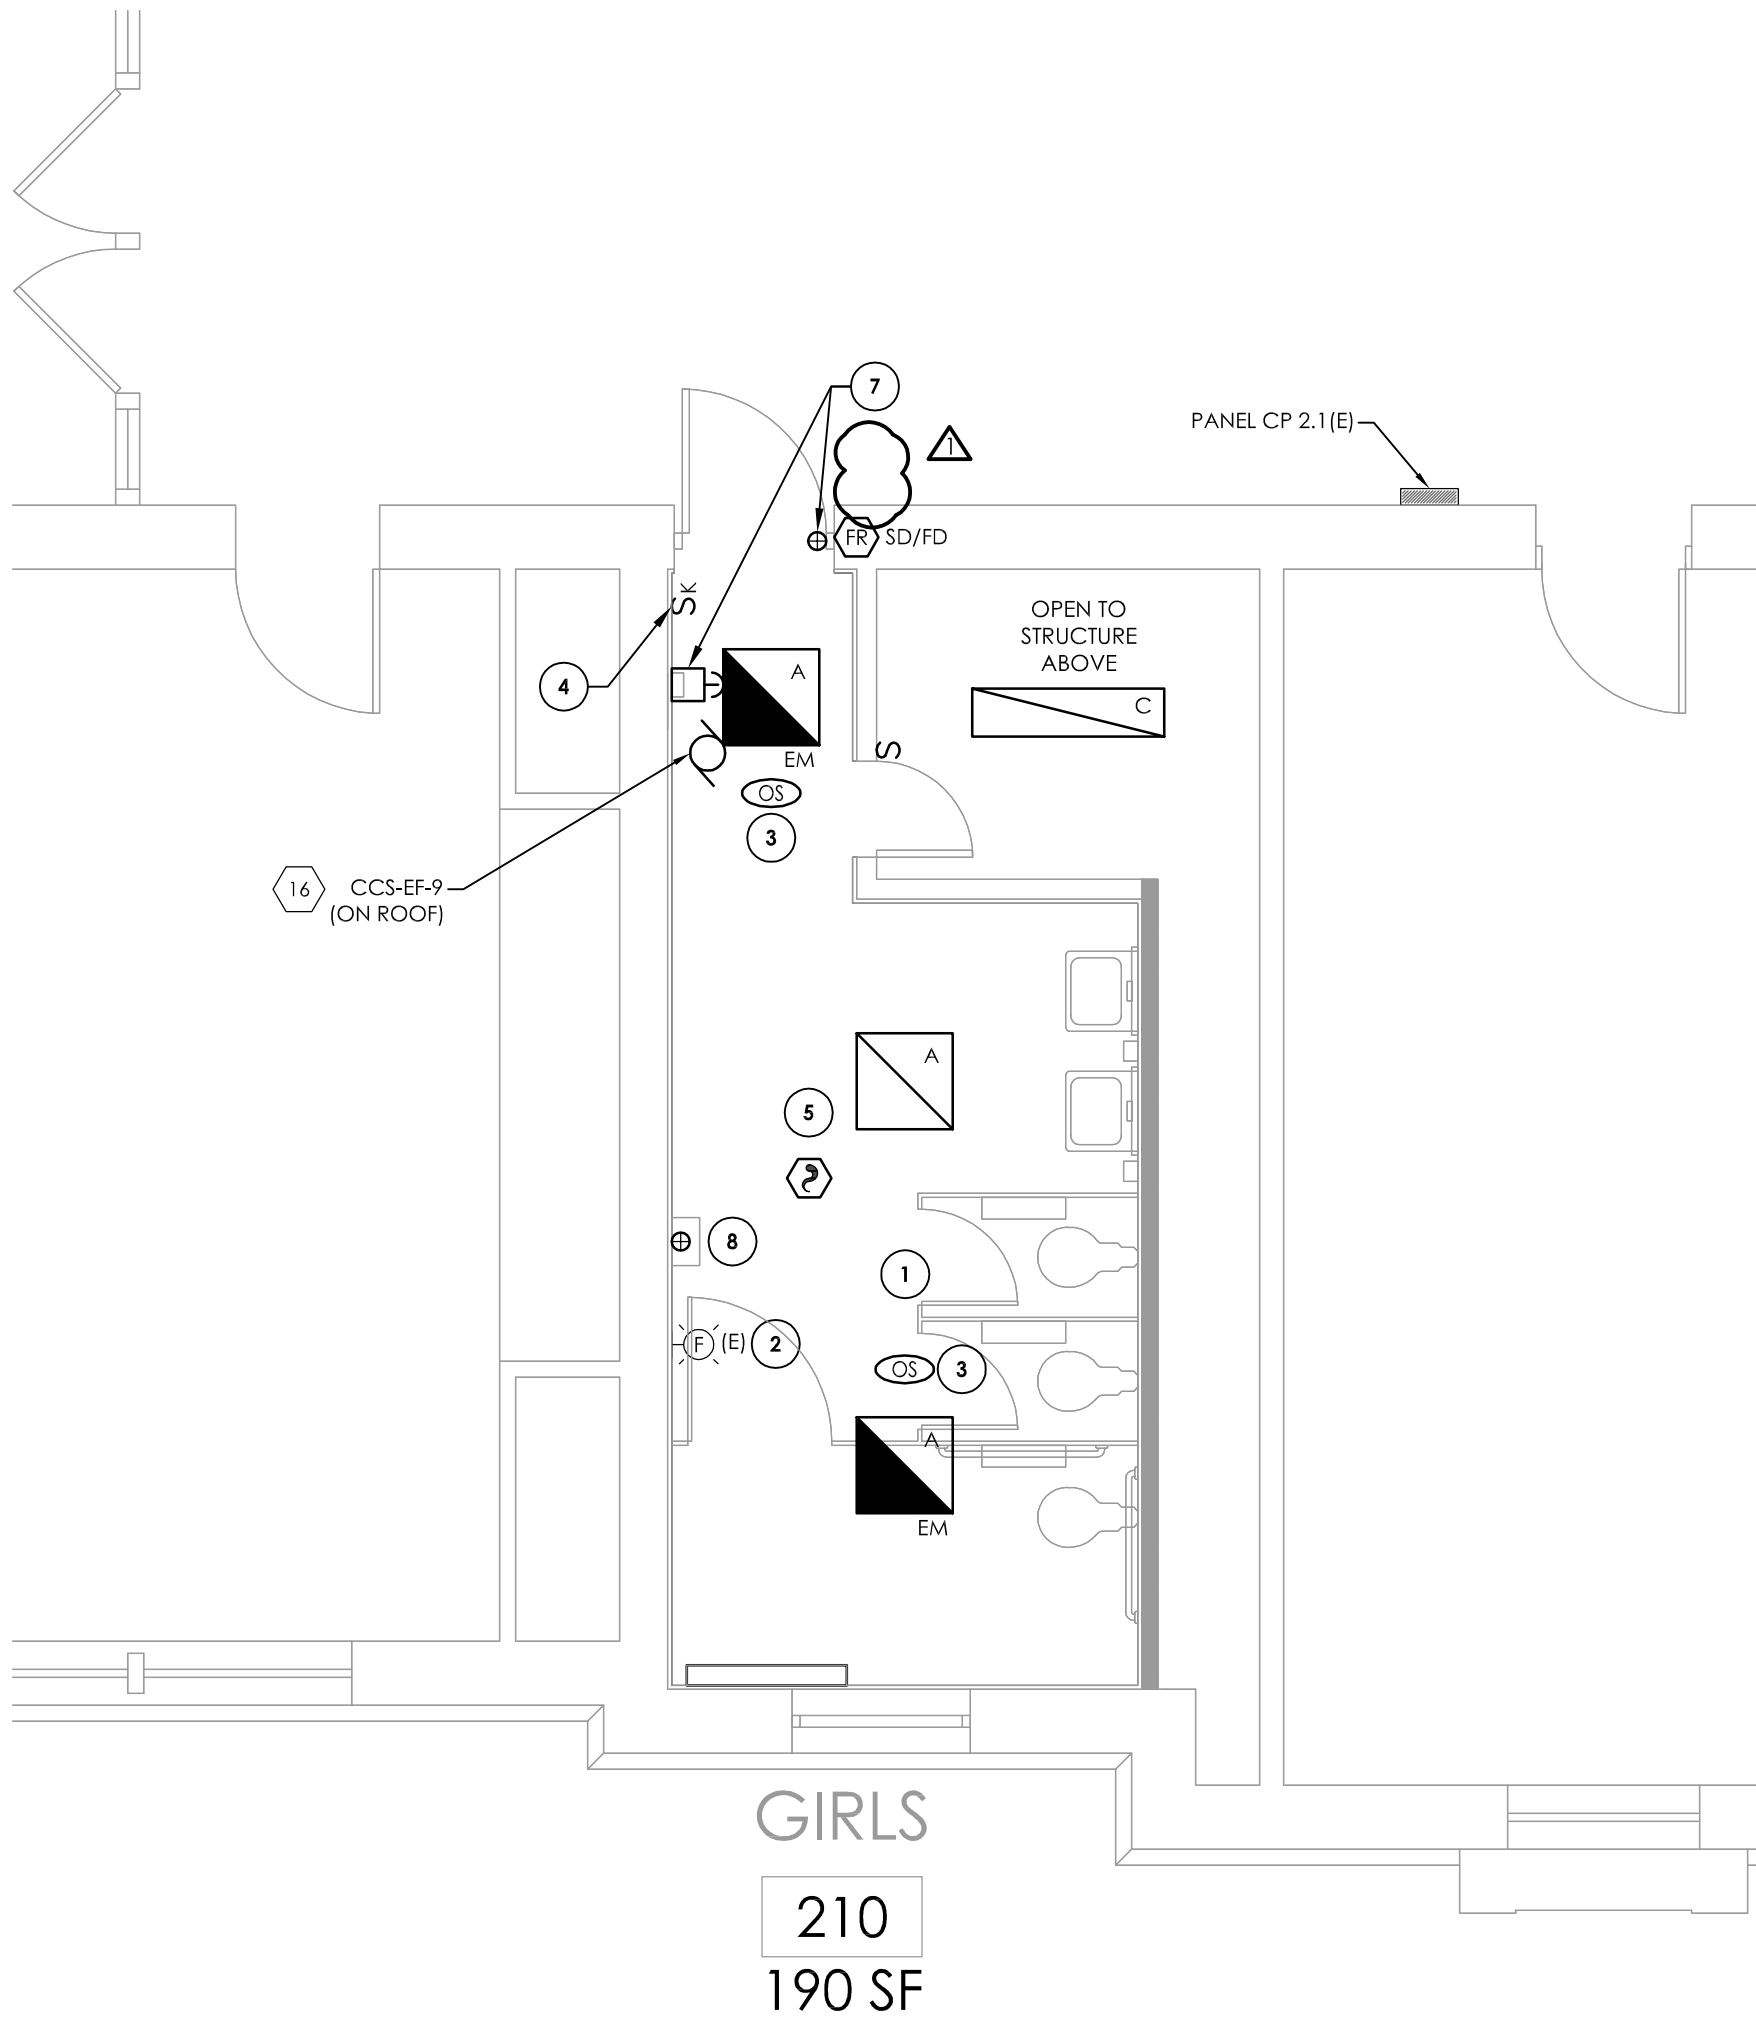 7
1
PANEL CP 2.1(E)
FR SD/FD
SK
OPEN TO
STRUCTURE
ABOVE
4
A
C
S
EM
OS
3
16 CCS-EF-9
(ON ROOF)
A
5
8
1
F (E) 2
OS 3
A
EM
GIRLS
210
190 SF